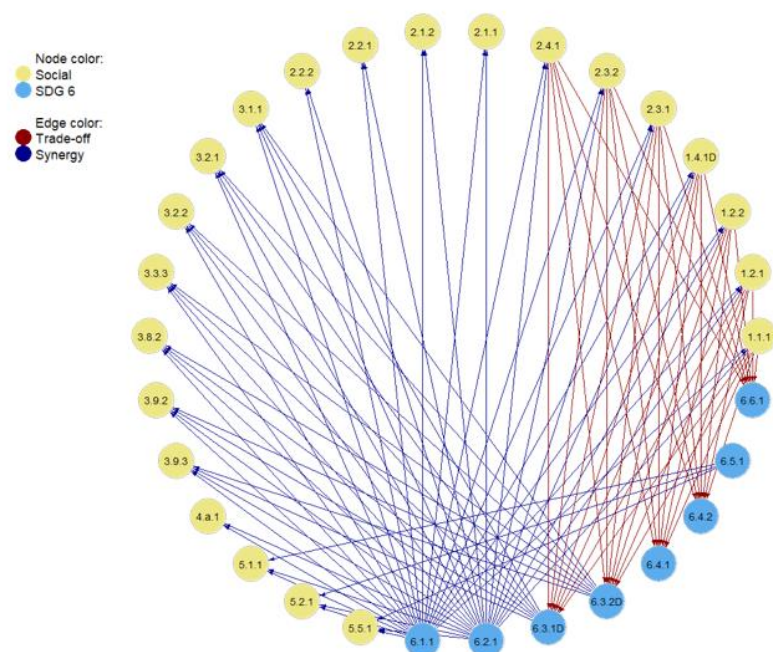 Node color:
Social
SDG 6
Edge color:
Trade-off
Synergy
2.1.2
2.1.1
2.4.1
2.2.1
2.2.2
2.3.2
3.1.1
2.3.1
3.2.1
1.4.1D
3.2.2
1.2.2
3.3.3
1.2.1
3.8.2
1.1.1
3.9.2
6.6.1
3.9.3
6.5.1
4.a.1
6.4.2
5.1.1
6.4.1
5.2.1
6.3.2D
5.5.1
6.1.1
6.2.1
6.3.1D